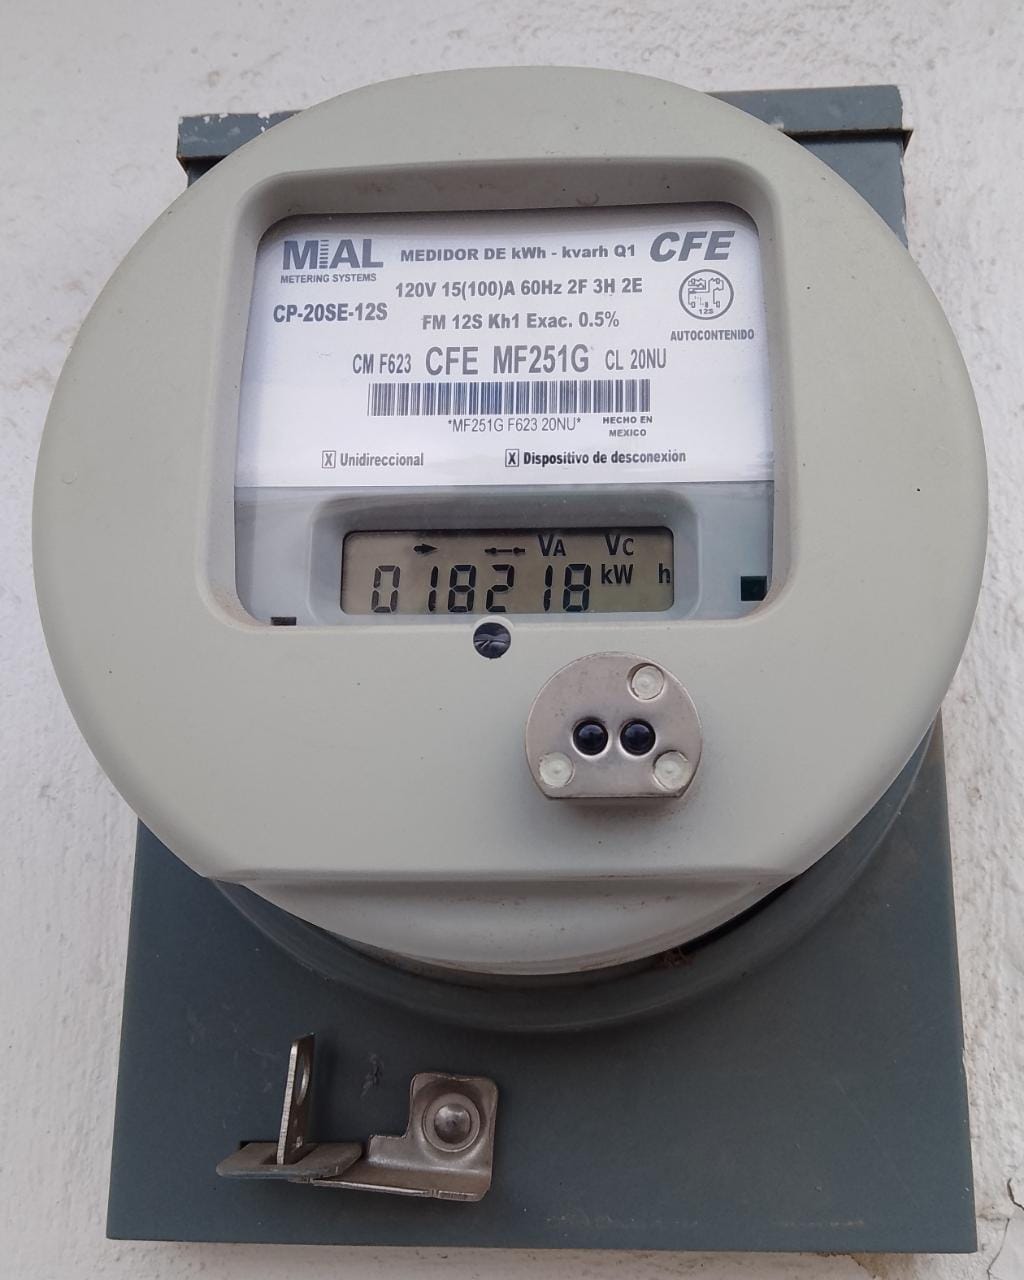 MIAL
METERING SYSTEMS
MEDIDOR DE kWh - kvarh Q1
CFE
120V 15(100)A 60Hz 2F 3H 2E
CP-20SE-12S
FM 12S Kh1 Exac. 0.5%
12S
AUTOCONTENIDO
CM F623 CFE MF251G CL 20NU
*MF251G F623 20NU*
HECHO EN
MEXICO
X Unidireccional
X Dispositivo de desconexión
VA VC
018218 kW h